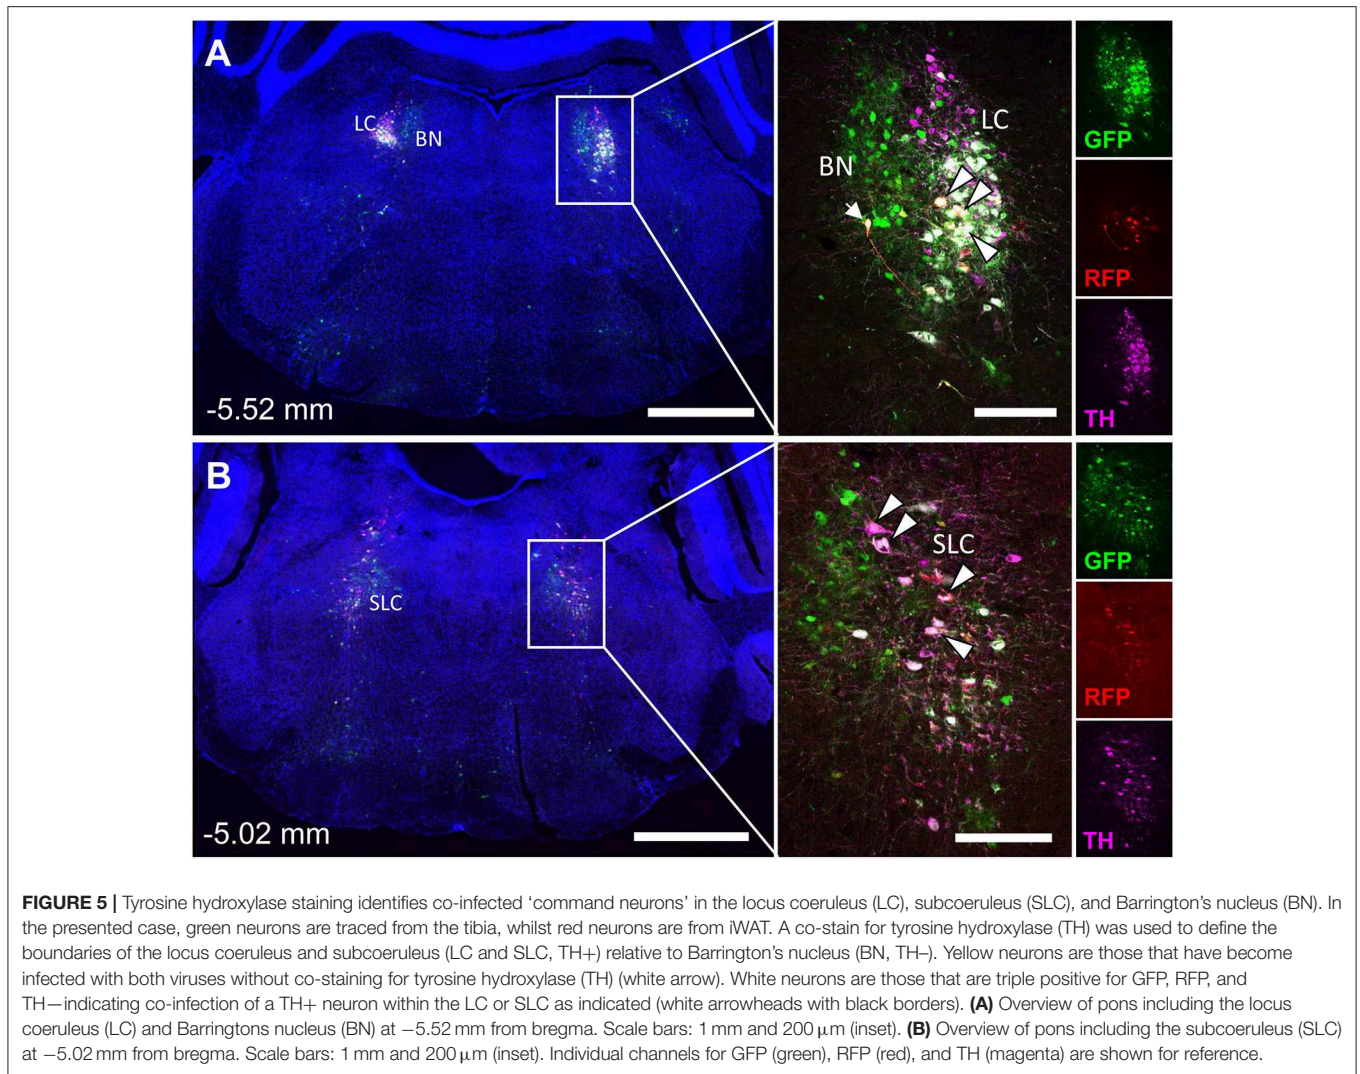 A
LC
BN
-5.52 mm
BN
LC
GFP
RFP
TH
B
SLC
-5.02 mm
SLC
GFP
RFP
TH
FIGURE 5 | Tyrosine hydroxylase staining identifies co-infected ‘command neurons’ in the locus coeruleus (LC), subcoeruleus (SLC), and Barrington’s nucleus (BN). In
the presented case, green neurons are traced from the tibia, whilst red neurons are from iWAT. A co-stain for tyrosine hydroxylase (TH) was used to define the
boundaries of the locus coeruleus and subcoeruleus (LC and SLC, TH+) relative to Barrington’s nucleus (BN, TH–). Yellow neurons are those that have become
infected with both viruses without co-staining for tyrosine hydroxylase (TH) (white arrow). White neurons are those that are triple positive for GFP, RFP, and
TH—indicating co-infection of a TH+ neuron within the LC or SLC as indicated (white arrowheads with black borders). (A) Overview of pons including the locus
coeruleus (LC) and Barringtons nucleus (BN) at −5.52 mm from bregma. Scale bars: 1 mm and 200 μm (inset). (B) Overview of pons including the subcoeruleus (SLC)
at −5.02 mm from bregma. Scale bars: 1 mm and 200 μm (inset). Individual channels for GFP (green), RFP (red), and TH (magenta) are shown for reference.